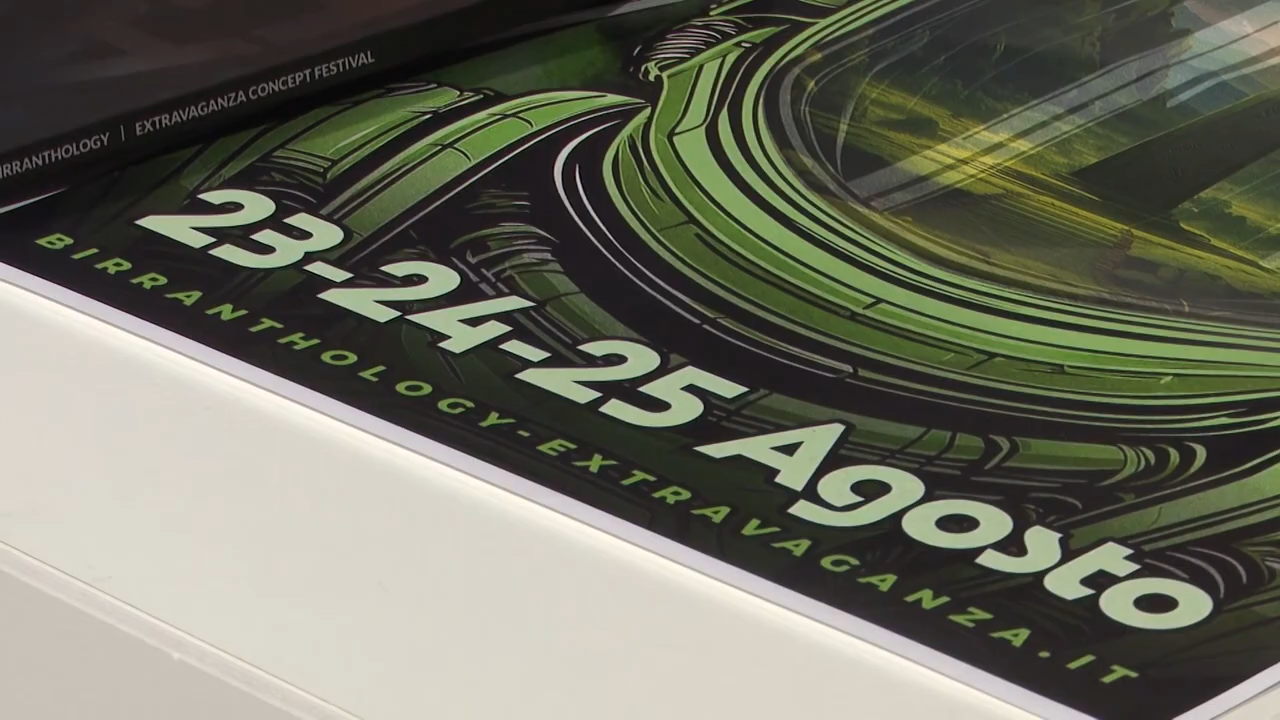 BIRRANTHOLOGY | EXTRAVAGANZA CONCEPT FESTIVAL
23-24-25 Agosto
BIRRANTHOLOGY-EXTRAVAGANZA.IT